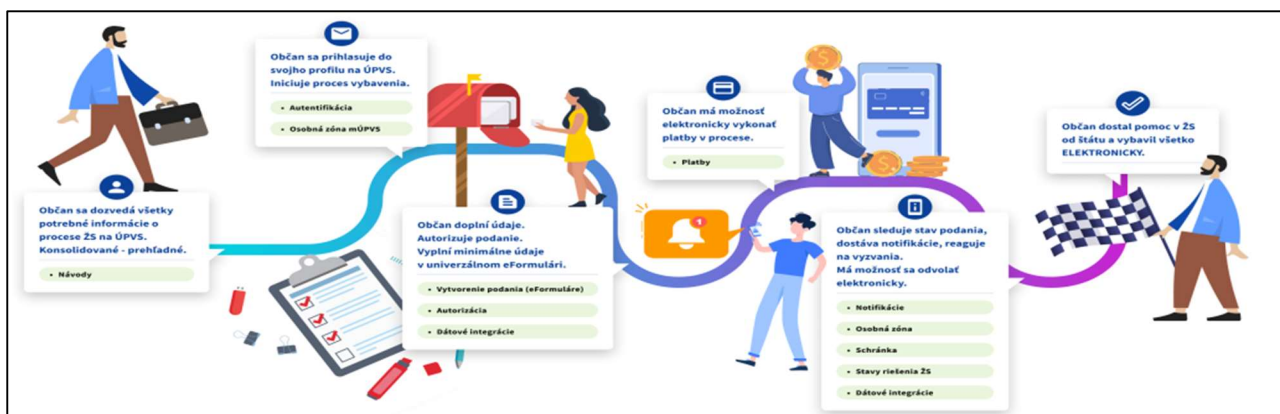 Občan sa dozvedá všetky
potrebné informácie o
procese ŽS na ÚPVS.
Konsolidované - prehľadné.
• Návody
Občan sa prihlasuje do
svojho profilu na ÚPVS.
Iniciuje proces vybavenia.
• Autentifikácia
• Osobná zóna mÚPVS
Občan doplní údaje.
Autorizuje podanie.
Vyplní minimálne údaje
v univerzálnom eFormulári.
• Vytvorenie podania (eFormuláre)
• Autorizácia
• Dátové integrácie
1
Občan má možnosť
elektronicky vykonať
platby v procese.
• Platby
Občan sleduje stav podania,
dostáva notifikácie, reaguje
na vyzvania.
Má možnosť sa odvolať
elektronicky.
• Notifikácie
• Osobná zóna
• Schránka
• Stavy riešenia ŽS
• Dátové integrácie
Občan dostal pomoc v ŽS
od štátu a vybavil všetko
ELEKTRONICKY.